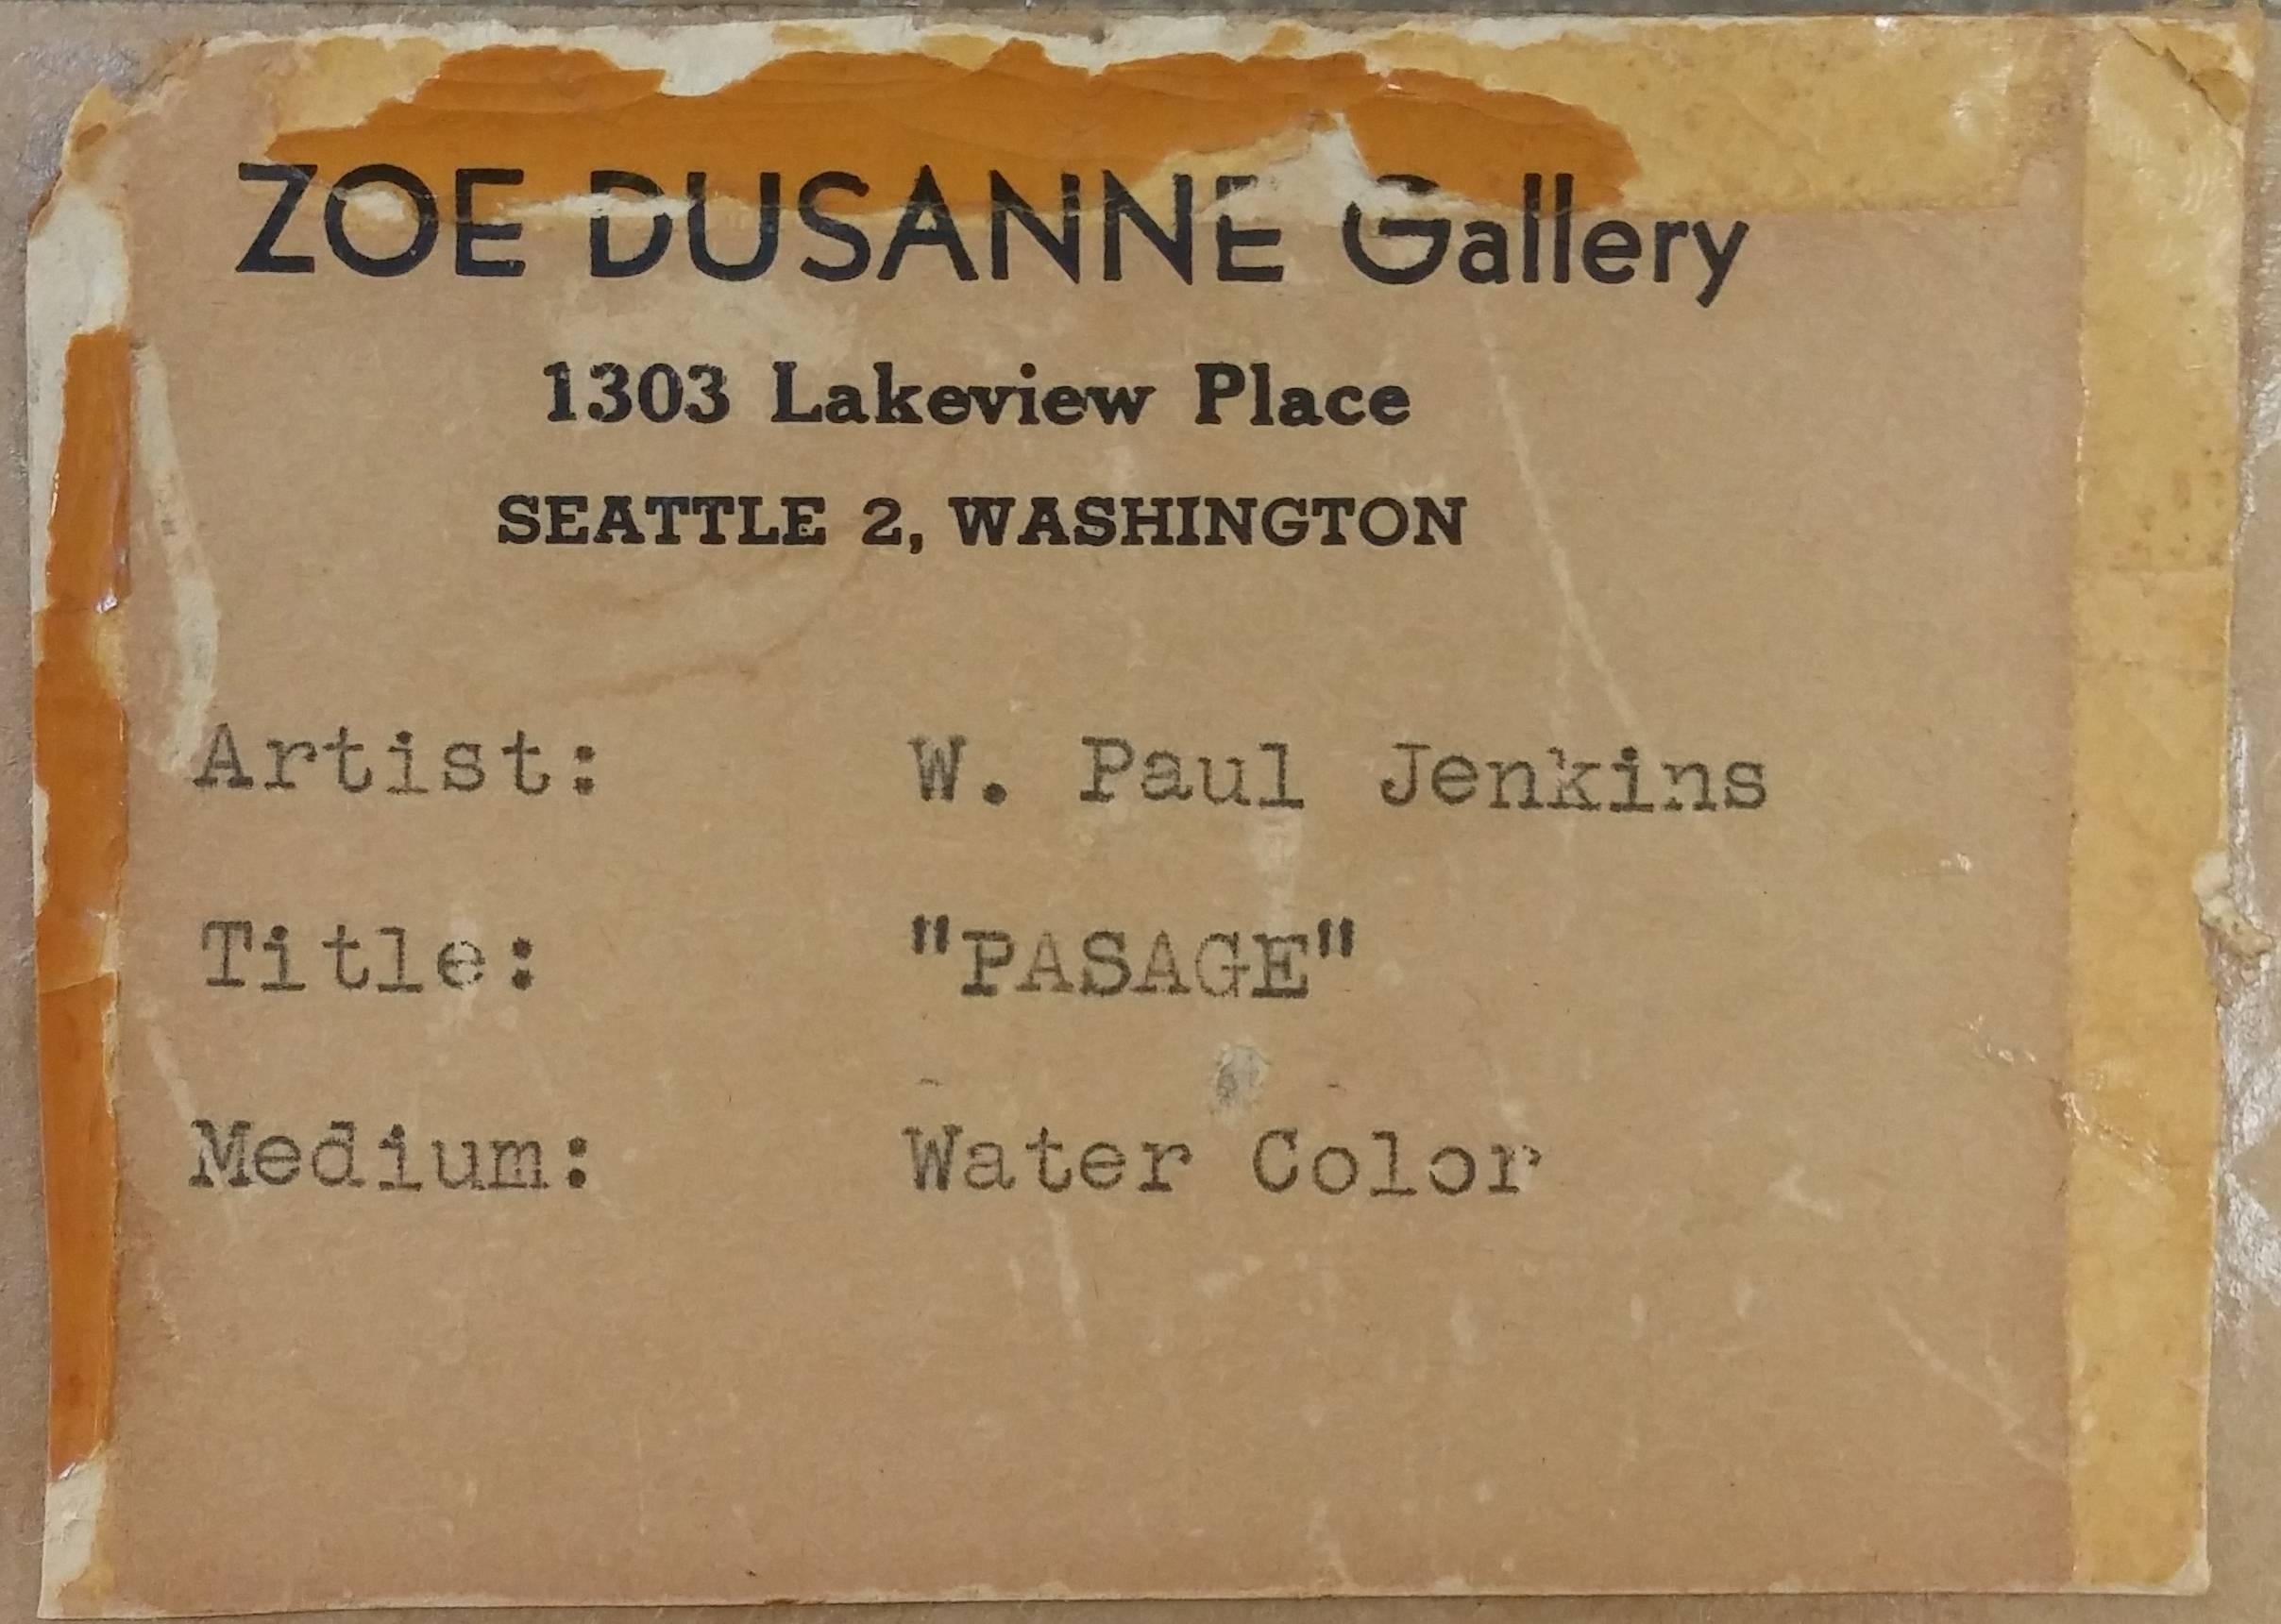 ZOE DUSANNE Gallery
1303 Lakeview Place
SEATTLE 2, WASHINGTON
Artist: W. Paul Jenkins
Title: "PASAGE"
Medium: Water Color